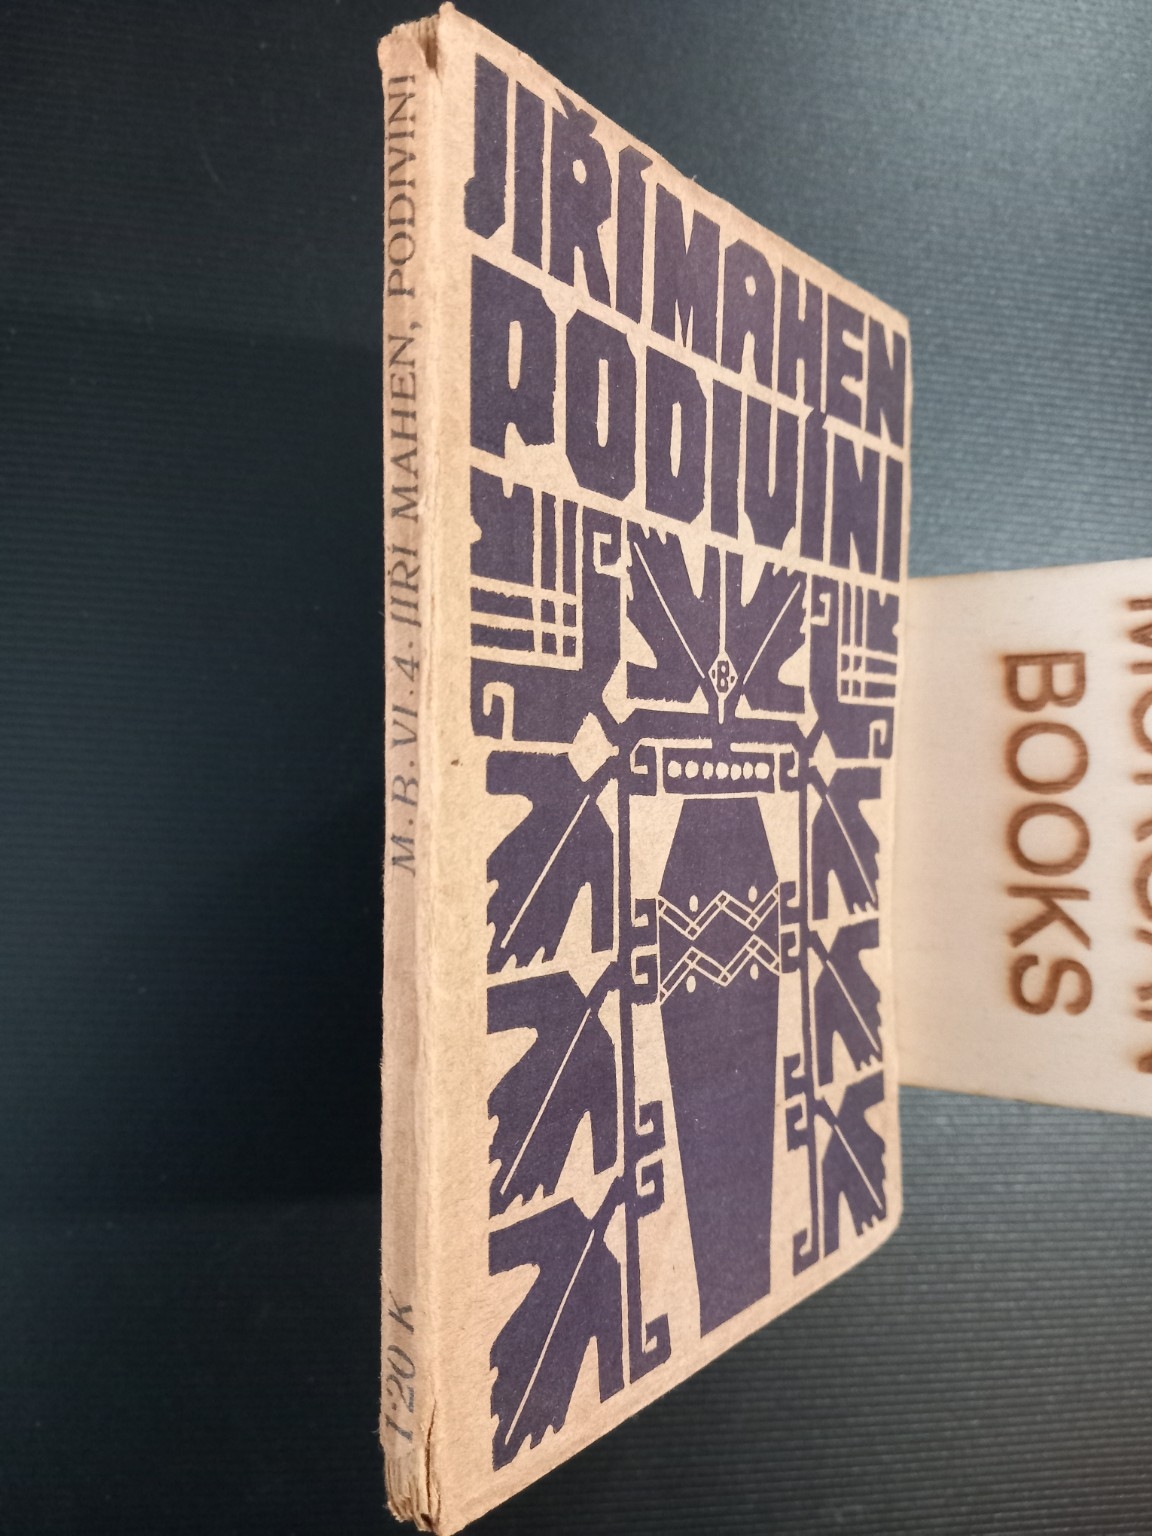 JIŘÍ MAHEN
PODIVÍNI
B
M. B. VI. 4. JIŘÍ MAHEN, PODIVÍNI
1·20 K
BOOKS